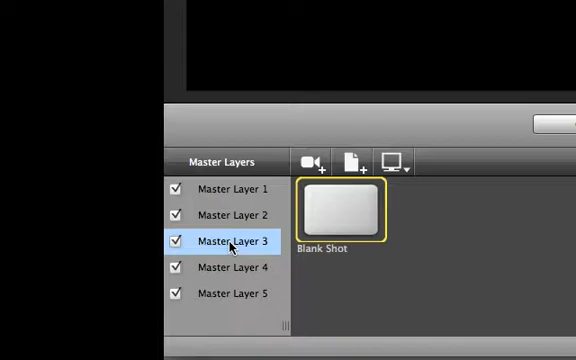 Master Layers
Master Layer 1
Master Layer 2
Master Layer 3
Master Layer 4
Master Layer 5
Blank Shot